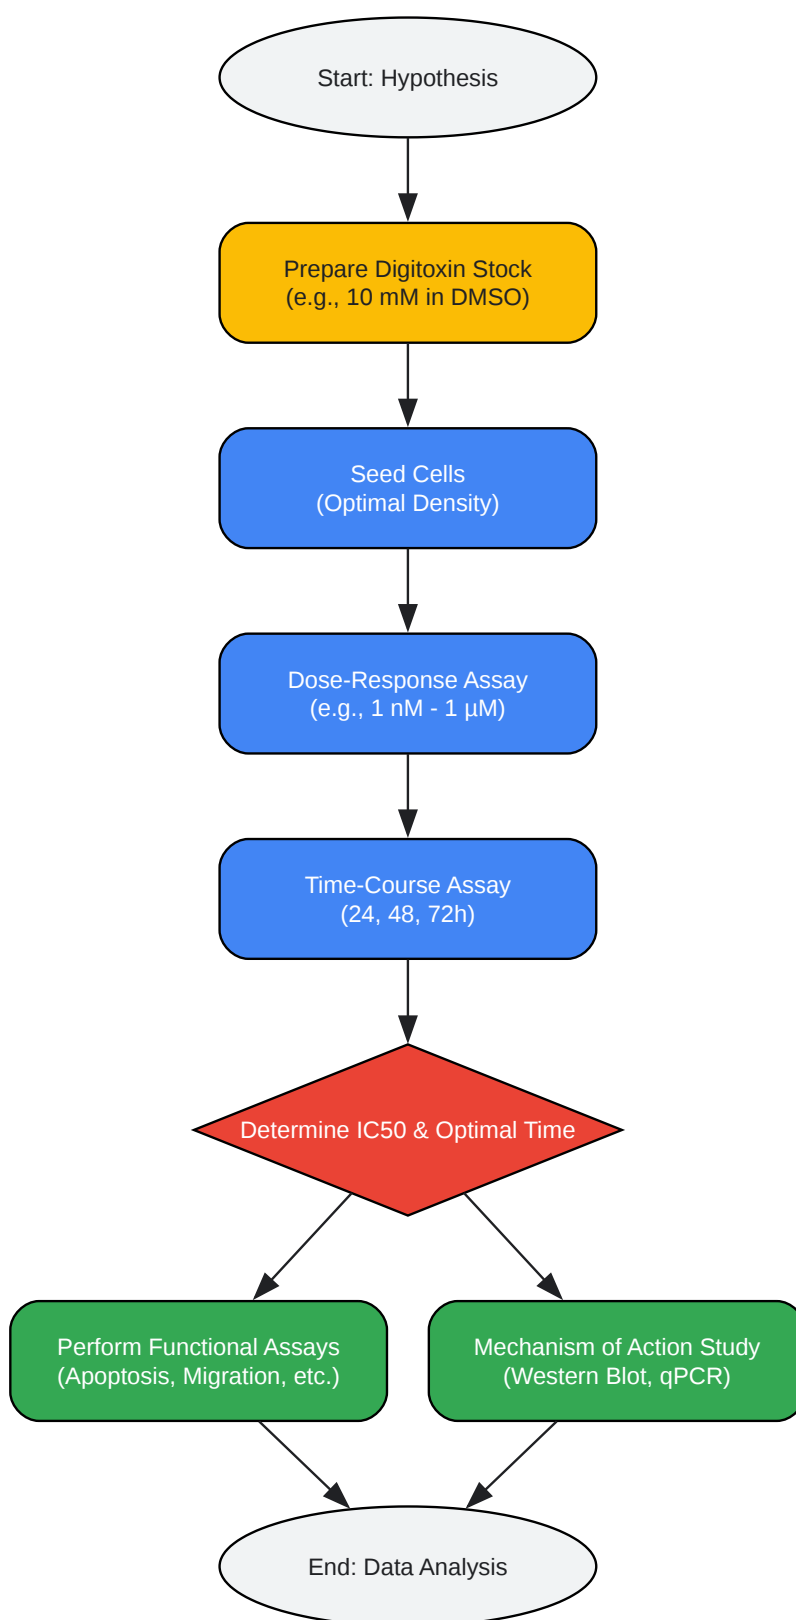 Start: Hypothesis
Prepare Digitoxin Stock
(e.g., 10 mM in DMSO)
Seed Cells
(Optimal Density)
Dose-Response Assay
(e.g., 1 nM - 1 µM)
Time-Course Assay
(24, 48, 72h)
Determine IC50 & Optimal Time
Perform Functional Assays
(Apoptosis, Migration, etc.)
Mechanism of Action Study
(Western Blot, qPCR)
End: Data Analysis